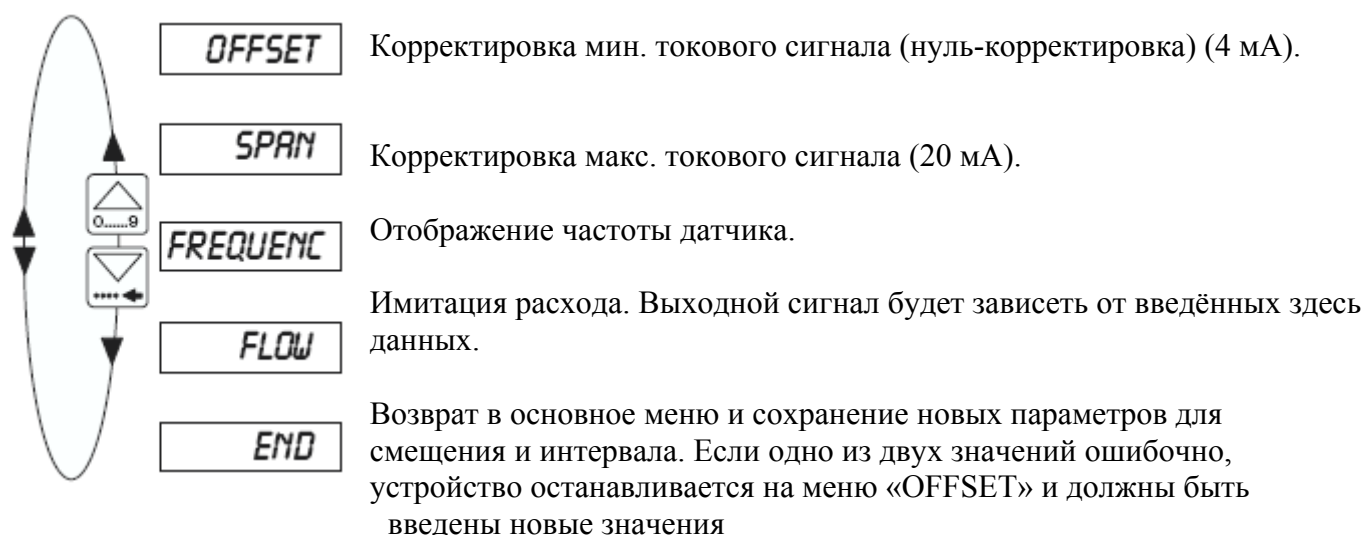 OFFSET Корректировка мин. токового сигнала (нуль-корректировка) (4 мА).
SPAN Корректировка макс. токового сигнала (20 мА).
0.....9
FREQUENC Отображение частоты датчика.
....
Имитация расхода. Выходной сигнал будет зависеть от введённых здесь
FLOW данных.
Возврат в основное меню и сохранение новых параметров для
END смещения и интервала. Если одно из двух значений ошибочно,
устройство останавливается на меню «OFFSET» и должны быть
введены новые значения